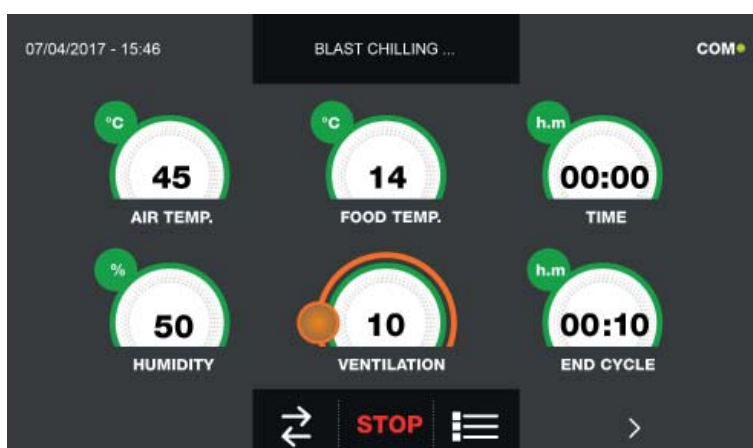 07/04/2017 - 15:46
BLAST CHILLING ...
COM
°C
45
AIR TEMP.
°C
14
FOOD TEMP.
h.m
00:00
TIME
%
50
HUMIDITY
10
VENTILATION
h.m
00:10
END CYCLE
STOP